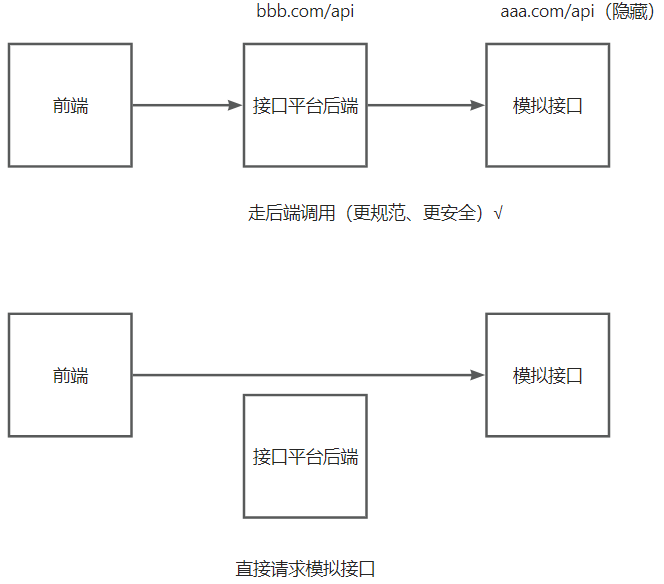 bbb.com/api
aaa.com/api（隐藏）
前端
接口平台后端
模拟接口
走后端调用（更规范、更安全）√
前端
模拟接口
接口平台后端
直接请求模拟接口